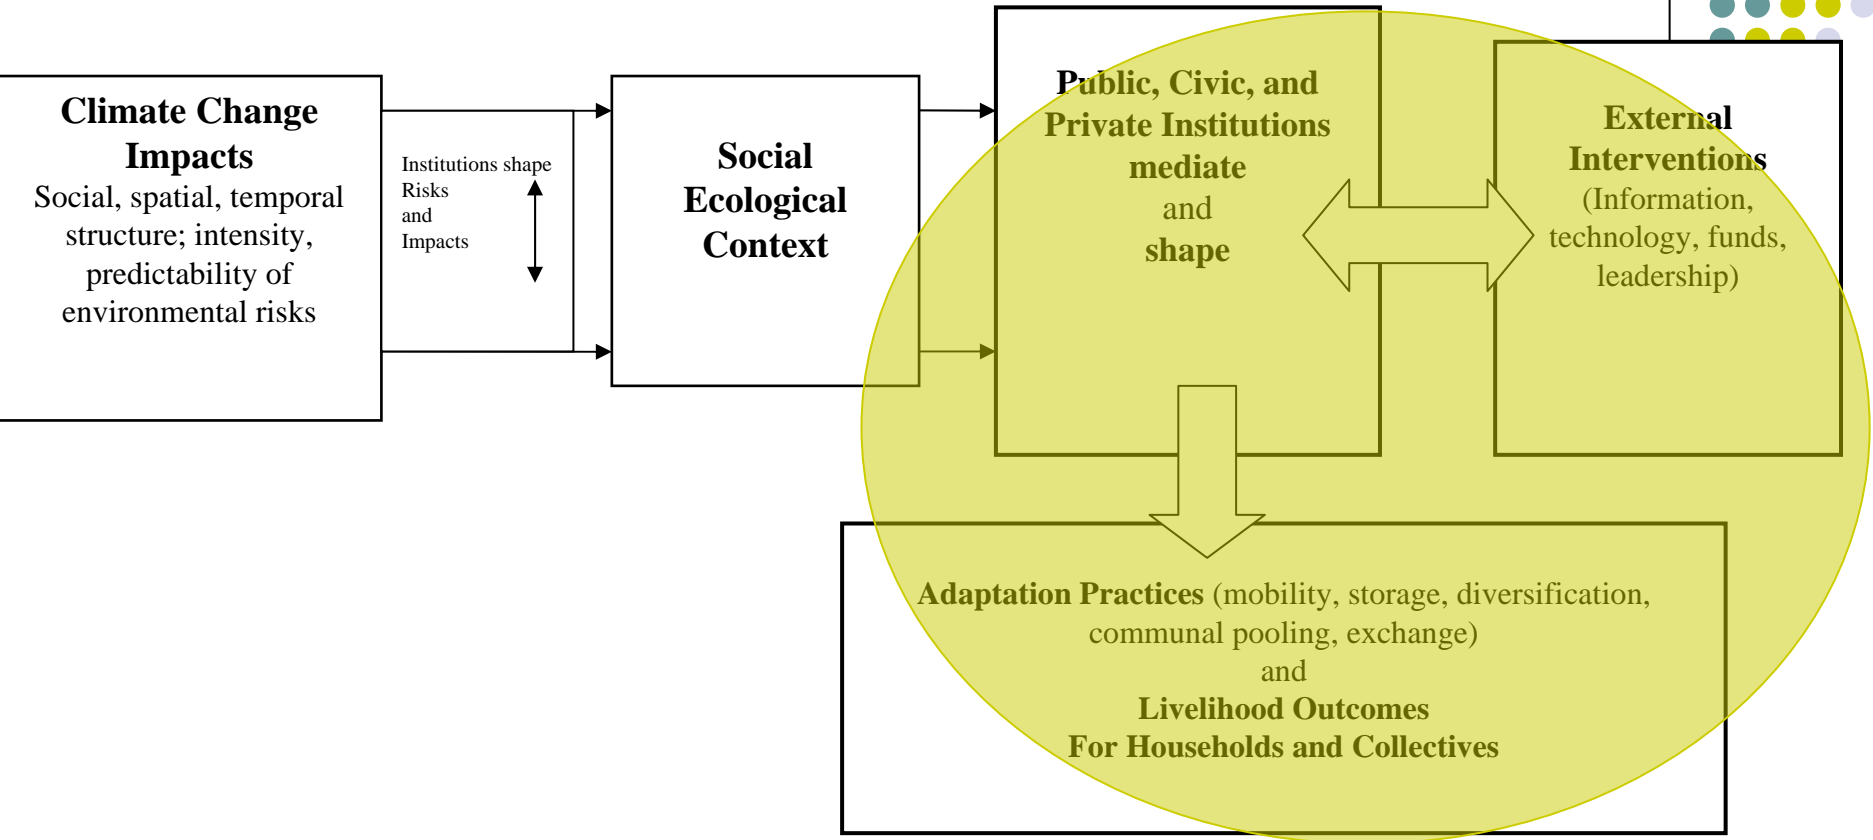 Climate Change
Impacts
Social, spatial, temporal
structure; intensity,
predictability of
environmental risks
Institutions shape
Risks
and
Impacts
Social
Ecological
Context
Public, Civic, and
Private Institutions
mediate
and
shape
External
Interventions
(Information,
technology, funds,
leadership)
Adaptation Practices (mobility, storage, diversification,
communal pooling, exchange)
and
Livelihood Outcomes
For Households and Collectives